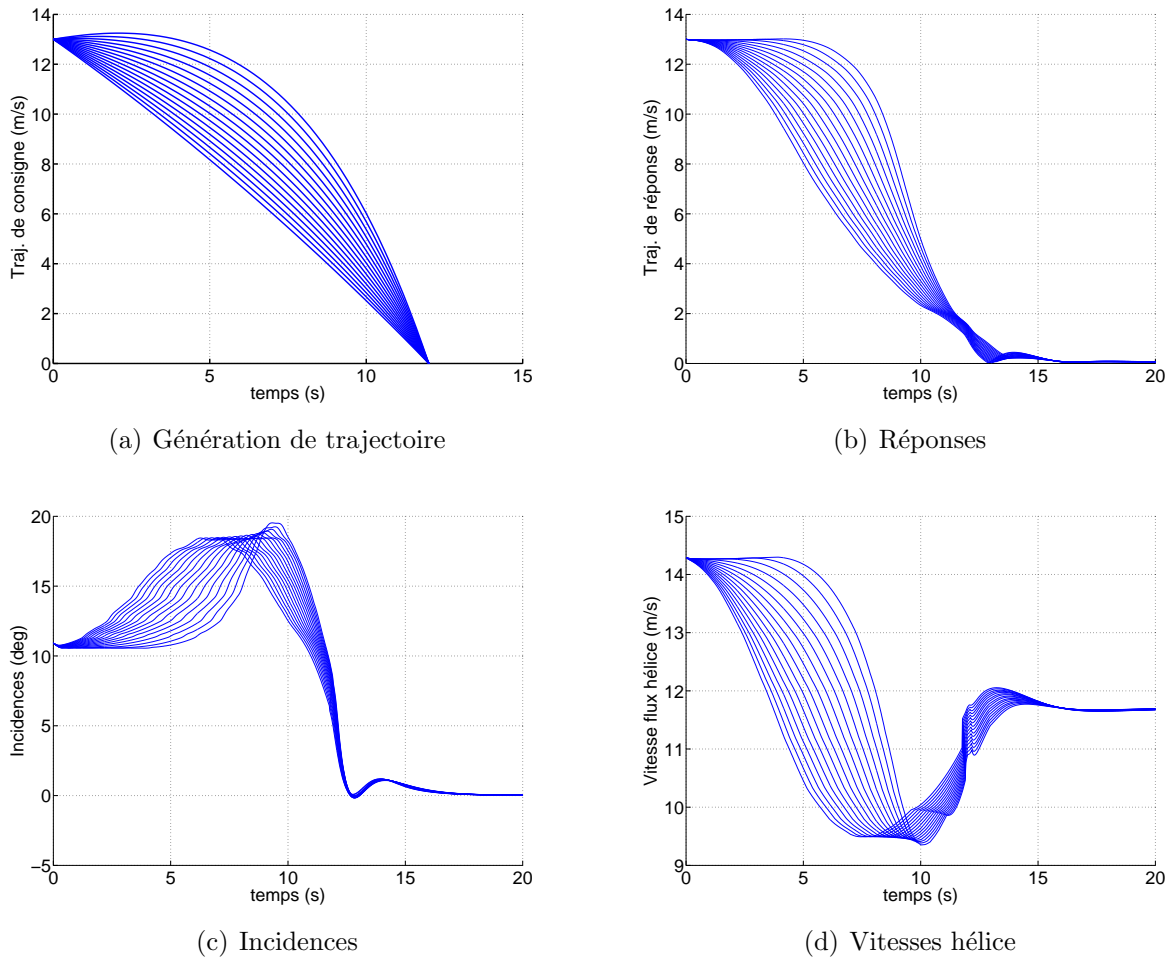 14
12
10
8
6
4
2
0
Traj. de consigne (m/s)
0 5 10 15
temps (s)
(a) Génération de trajectoire
14
12
10
8
6
4
2
0
Traj. de réponse (m/s)
0 5 10 15 20
temps (s)
(b) Réponses
20
15
10
5
0
−5
Incidences (deg)
0 5 10 15 20
temps (s)
(c) Incidences
15
14
13
12
11
10
9
Vitesse flux hélice (m/s)
0 5 10 15 20
temps (s)
(d) Vitesses hélice